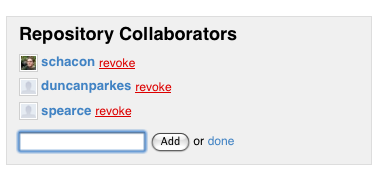 Repository Collaborators
schacon revoke
duncanparkes revoke
spearce revoke
Add or done